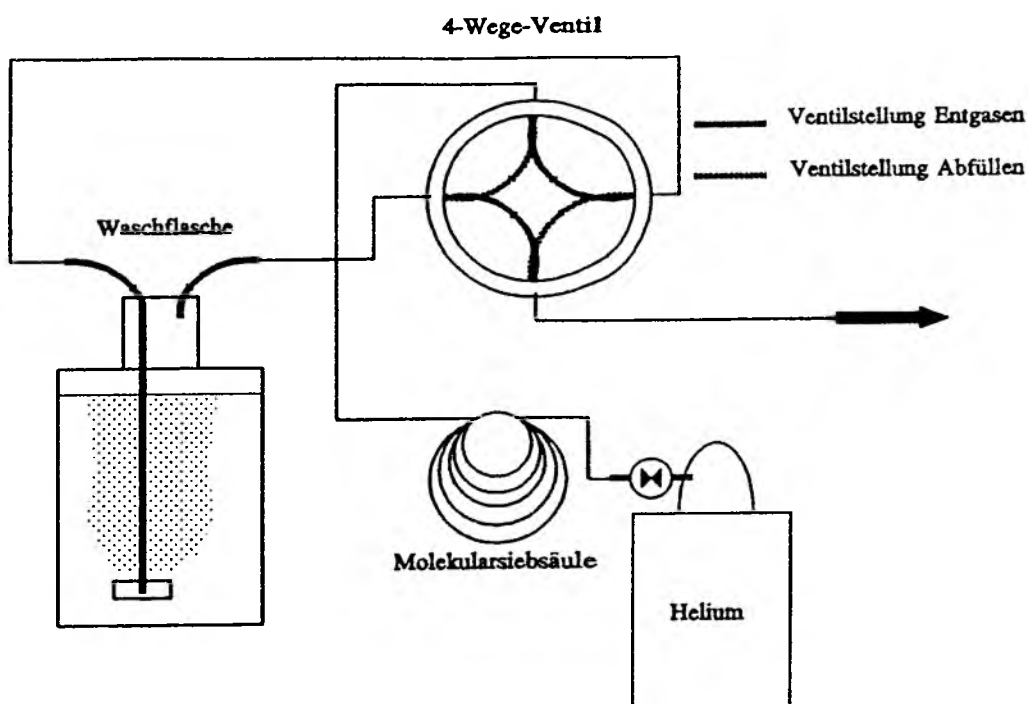 4-Wege-Ventil
Ventilstellung Entgasen
Ventilstellung Abfüllen
Waschflasche
Molekularsiebsäule
Helium